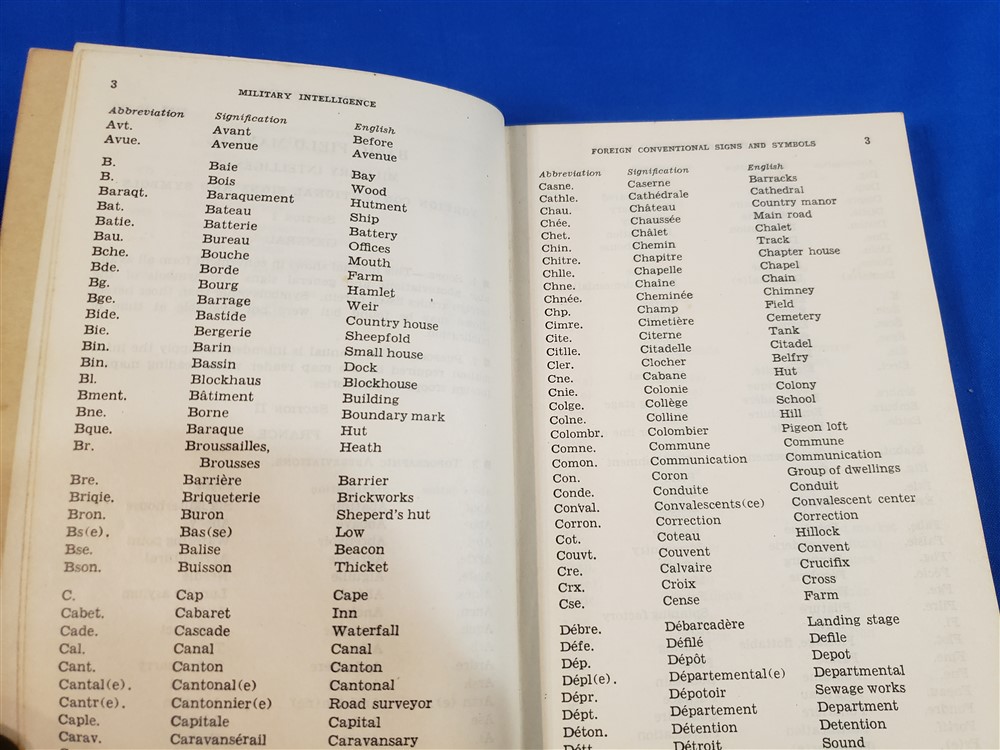 3
MILITARY INTELLIGENCE
Abbreviation Signification English
Avt. Avant Before
Avue. Avenue Avenue
B. Baie Bay
B. Bois Wood
Baraqt. Baraquement Hutment
Bat. Bateau Ship
Batie. Batterie Battery
Bau. Bureau Offices
Bche. Bouche Mouth
Bde. Borde Farm
Bg. Bourg Hamlet
Bge. Barrage Weir
Bide. Bastide Country house
Bie. Bergerie Sheepfold
Bin. Barin Small house
Bin. Bassin Dock
Bl. Blockhaus Blockhouse
Bment. Bâtiment Building
Bne. Borne Boundary mark
Bque. Baraque Hut
Br. Broussailles, Heath
Brousses
Bre. Barrière Barrier
Briqie. Briqueterie Brickworks
Bron. Buron Sheperd's hut
Bs(e). Bas(se) Low
Bse. Balise Beacon
Bson. Buisson Thicket
C. Cap Cape
Cabet. Cabaret Inn
Cade. Cascade Waterfall
Cal. Canal Canal
Cant. Canton Canton
Cantal(e). Cantonal(e) Cantonal
Cantr(e). Cantonnier(e) Road surveyor
Caple. Capitale Capital
Carav. Caravansérail Caravansary
FOREIGN CONVENTIONAL SIGNS AND SYMBOLS 3
Abbreviation Signification English
Casne. Caserne Barracks
Cathle. Cathédrale Cathedral
Chau. Château Country manor
Chée. Chaussée Main road
Chet. Châlet Chalet
Chin. Chemin Track
Chitre. Chapitre Chapter house
Chlle. Chapelle Chapel
Chne. Chaîne Chain
Chnée. Cheminée Chimney
Chp. Champ Field
Cimre. Cimetière Cemetery
Cite. Citerne Tank
Citlle. Citadelle Citadel
Cler. Clocher Belfry
Cne. Cabane Hut
Cnie. Colonie Colony
Colge. Collège School
Colne. Colline Hill
Colombr. Colombier Pigeon loft
Comne. Commune Commune
Comon. Communication Communication
Con. Coron Group of dwellings
Conde. Conduite Conduit
Con'val. Convalescents(ce) Convalescent center
Corron. Correction Correction
Cot. Coteau Hillock
Couvt. Couvent Convent
Cre. Calvaire Crucifix
Crx. Croix Cross
Cse. Cense Farm
Débre. Débarcadère Landing stage
Défe. Défilé Defile
Dép. Dépôt Depot
Dépl(e). Départemental(e) Departmental
Dépr. Dépotoir Sewage works
Dépt. Département Department
Déton. Détention Detention
Détt. Détroit Sound